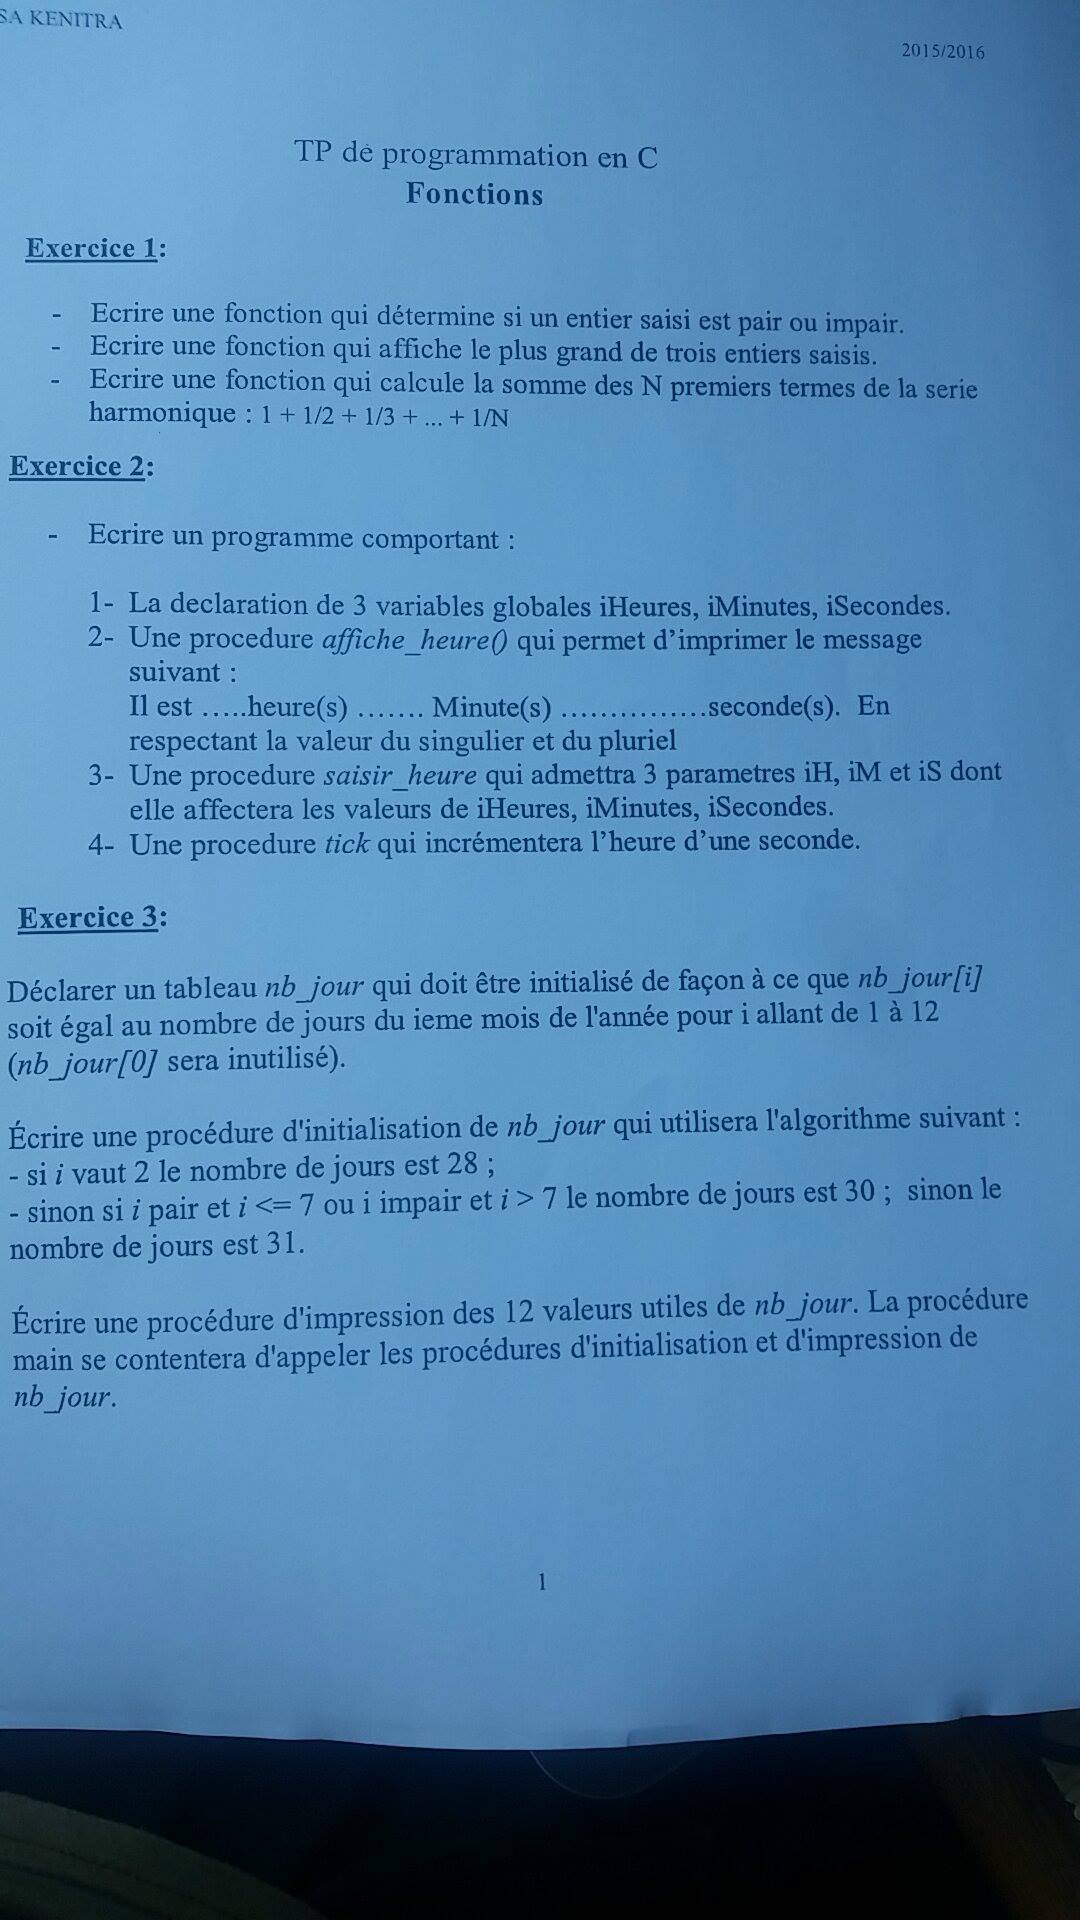 SA KENITRA
2015/2016
TP de programmation en C
Fonctions
Exercice 1:
- Ecrire une fonction qui détermine si un entier saisi est pair ou impair.
- Ecrire une fonction qui affiche le plus grand de trois entiers saisis.
- Ecrire une fonction qui calcule la somme des N premiers termes de la serie
harmonique : 1 + 1/2 + 1/3 + ... + 1/N
Exercice 2:
- Ecrire un programme comportant :
1- La declaration de 3 variables globales iHeures, iMinutes, iSecondes.
2- Une procedure affiche_heure() qui permet d’imprimer le message
suivant :
Il est …..heure(s) ……. Minute(s) ……………seconde(s). En
respectant la valeur du singulier et du pluriel
3- Une procedure saisir_heure qui admettra 3 parametres iH, iM et iS dont
elle affectera les valeurs de iHeures, iMinutes, iSecondes.
4- Une procedure tick qui incrémentera l’heure d’une seconde.
Exercice 3:
Déclarer un tableau nb_jour qui doit être initialisé de façon à ce que nb_jour[i]
soit égal au nombre de jours du ieme mois de l'année pour i allant de 1 à 12
(nb_jour[0] sera inutilisé).
Écrire une procédure d'initialisation de nb_jour qui utilisera l'algorithme suivant :
- si i vaut 2 le nombre de jours est 28 ;
- sinon si i pair et i <= 7 ou i impair et i > 7 le nombre de jours est 30 ; sinon le
nombre de jours est 31.
Écrire une procédure d'impression des 12 valeurs utiles de nb_jour. La procédure
main se contentera d'appeler les procédures d'initialisation et d'impression de
nb_jour.
1